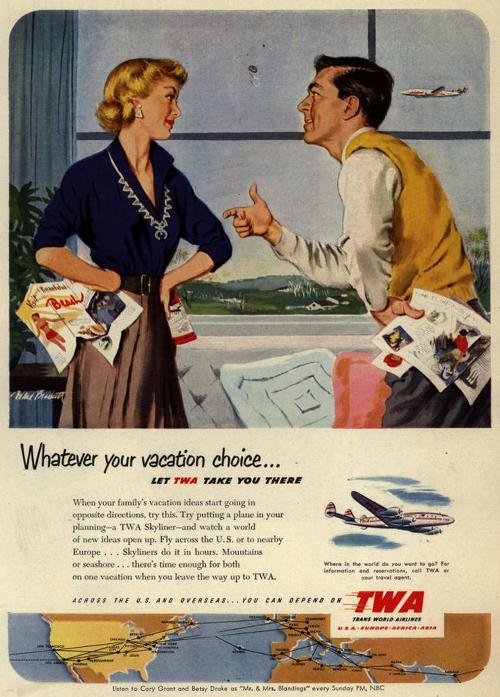 Beach
Whatever your vacation choice...
LET TWA TAKE YOU THERE
When your family's vacation ideas start going in
opposite directions, try this. Try putting a plane in your
planning—a TWA Skyliner—and watch a world
of new ideas open up. Fly across the U.S. or to nearby
Europe . . . Skyliners do it in hours. Mountains
or seashore . . . there's time enough for both
on one vacation when you leave the way up to TWA.
Where in the world do you want to go? For
information and reservations, call TWA or
your travel agent.
ACROSS THE U.S. AND OVERSEAS...YOU CAN DEPEND ON
TWA
TRANS WORLD AIRLINES
U.S.A.·EUROPE·AFRICA·ASIA
Listen to Cary Grant and Betsy Drake as "Mr. & Mrs. Blandings" every Sunday PM, NBC